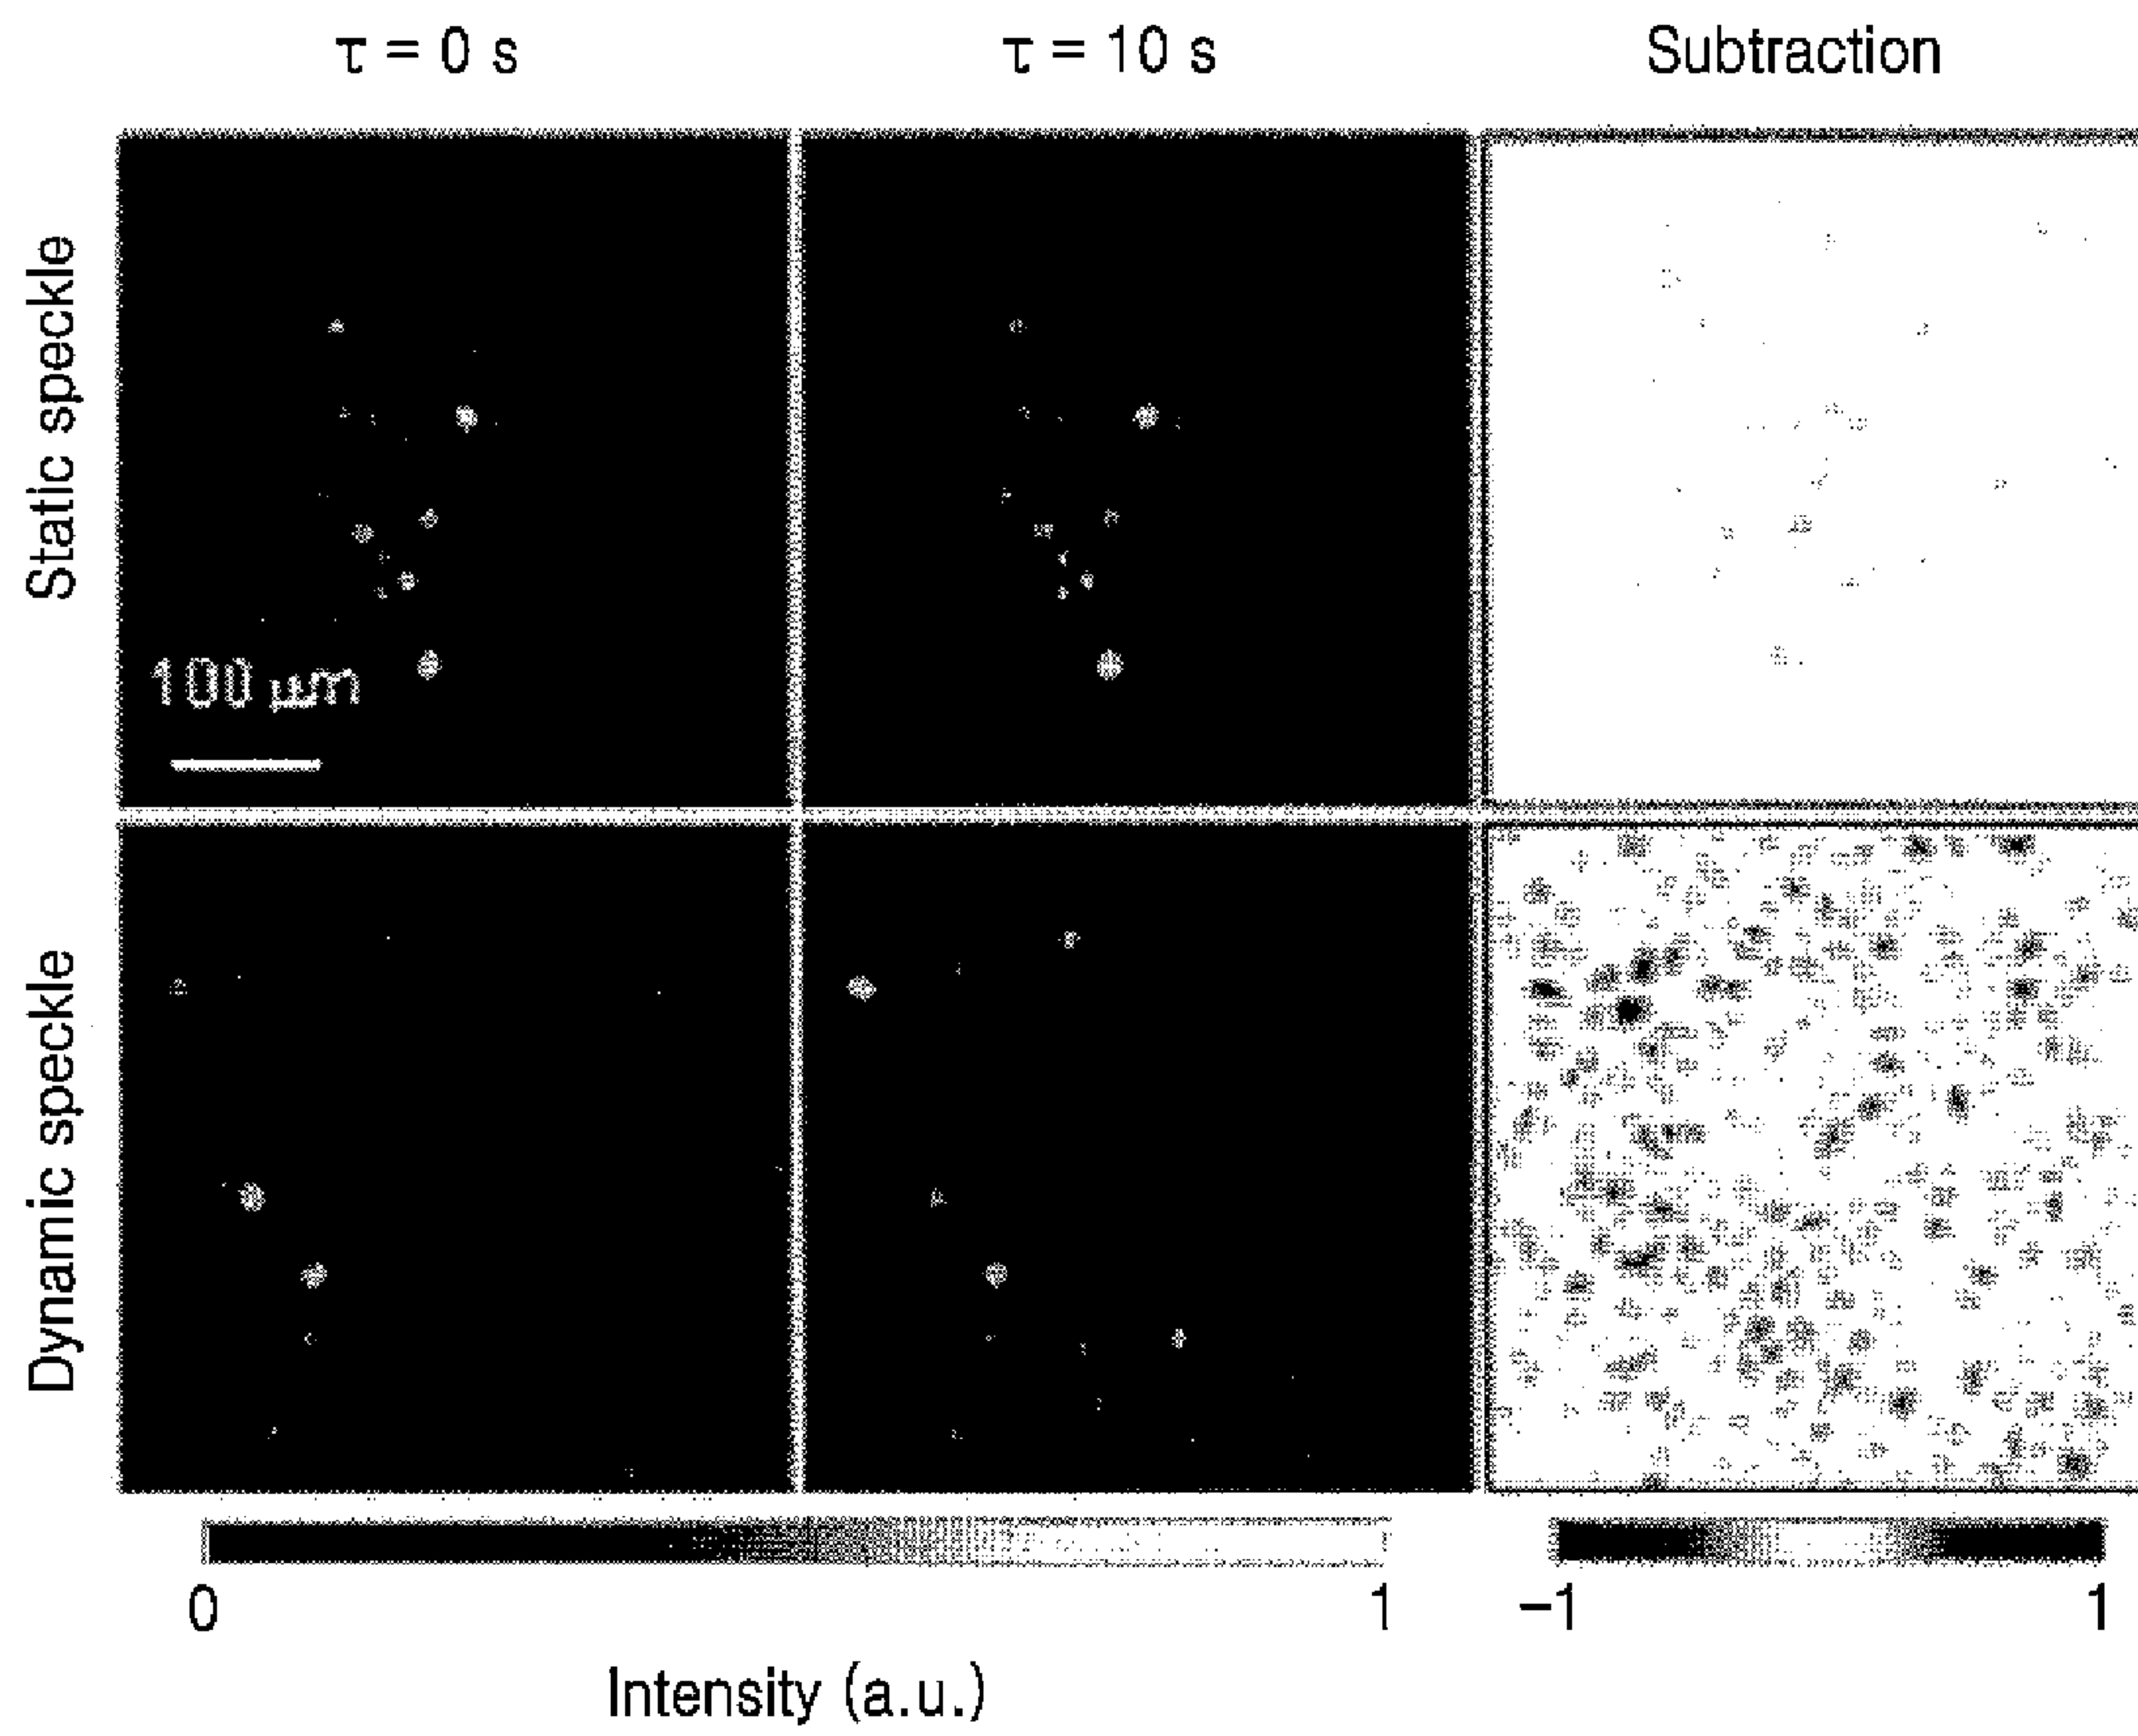 τ = 0 s
τ = 10 s
Subtraction
Static speckle
100 μm
Dynamic speckle
0
1
−1
1
Intensity (a.u.)